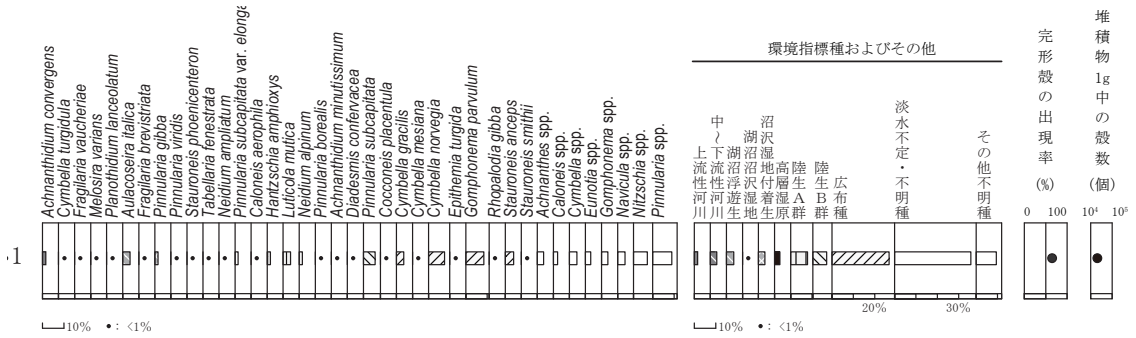 Achnanthidium convergens
Cymbella turgidula
Fragilaria vaucheriae
Melosira varians
Planothidium lanceolatum
Aulacoseira italica
Fragilaria brevistriata
Pinnularia gibba
Pinnularia viridis
Stauroneis phoenicenteron
Tabellaria fenestrata
Neidium ampliatum
Pinnularia subcapitata var. elonga
Caloneis aerophila
Hantzschia amphioxys
Luticola mutica
Neidium alpinum
Pinnularia borealis
Achnanthidium minutissimum
Diadesmis confervacea
Pinnularia subcapitata
Cocconeis placentula
Cymbella gracilis
Cymbella mesiana
Cymbella norvegia
Epithemia turgida
Gomphonema parvulum
Rhopalodia gibba
Stauroneis anceps
Stauroneis smithii
Achnanthes spp.
Caloneis spp.
Cymbella spp.
Eunotia spp.
Gomphonema spp.
Navicula spp.
Nitzschia spp.
Pinnularia spp.
環境指標種およびその他
上流性河川
中～下流性河川
湖沼浮遊生
湖沼沼沢湿地
沼沢湿地付着生
高層湿原
陸生A群
陸生B群
広布種
淡水不定・不明種
その他不明種
完形殻の出現率
(%)
堆積物1g中の殻数
(個)
0 100
10⁴ 10⁵
1
20% 30%
10% •: <1%
10% •: <1%